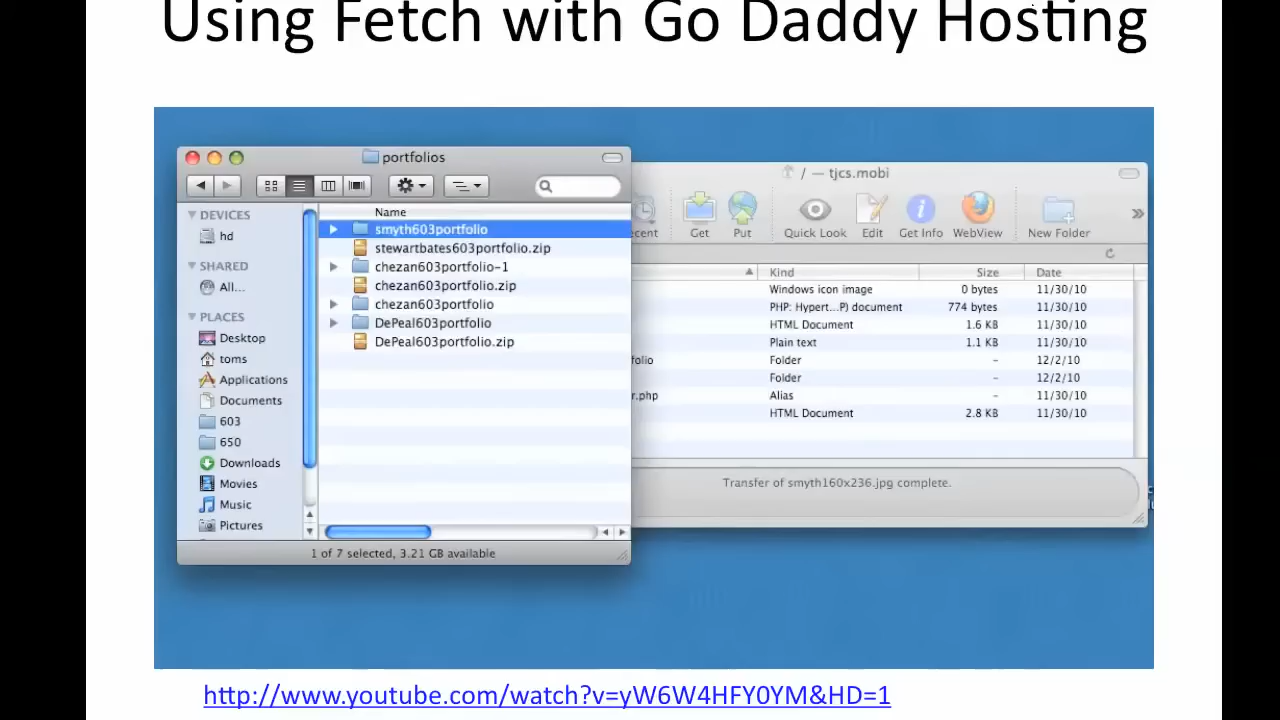 Using Fetch with Go Daddy Hosting
portfolios
DEVICES
hd
SHARED
All...
PLACES
Desktop
toms
Applications
Documents
603
650
Downloads
Movies
Music
Pictures
Name
smyth603portfolio
stewartbates603portfolio.zip
chezan603portfolio-1
chezan603portfolio.zip
chezan603portfolio
DePeal603portfolio
DePeal603portfolio.zip
1 of 7 selected, 3.21 GB available
/ — tjcs.mobi
ecent Get Put Quick Look Edit Get Info WebView New Folder
Kind Size Date
Windows icon image 0 bytes 11/30/10
PHP: Hypert...P) document 774 bytes 11/30/10
HTML Document 1.6 KB 11/30/10
Plain text 1.1 KB 11/30/10
folio Folder – 12/2/10
Folder – 12/2/10
r.php Alias – 11/30/10
HTML Document 2.8 KB 11/30/10
Transfer of smyth160x236.jpg complete.
http://www.youtube.com/watch?v=yW6W4HFY0YM&HD=1